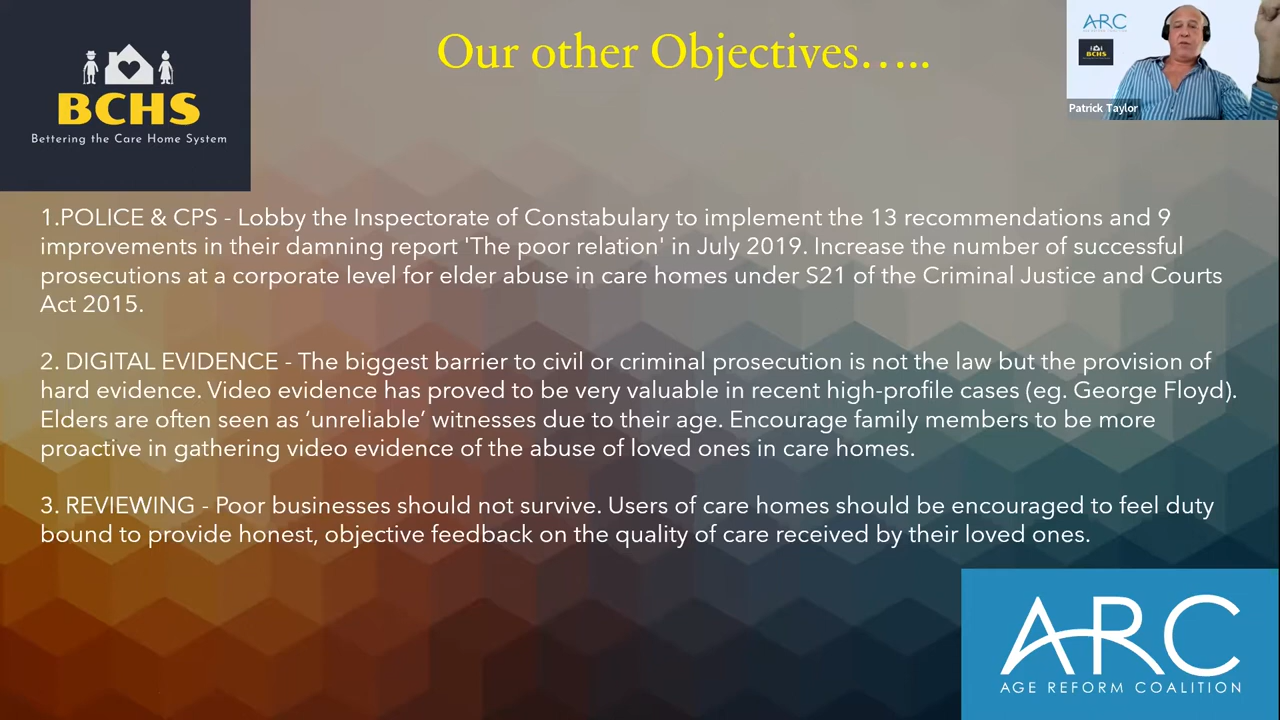 BCHS
Bettering the Care Home System
Our other Objectives.....
ARC
BCHS
Patrick Taylor
1.POLICE & CPS - Lobby the Inspectorate of Constabulary to implement the 13 recommendations and 9
improvements in their damning report 'The poor relation' in July 2019. Increase the number of successful
prosecutions at a corporate level for elder abuse in care homes under S21 of the Criminal Justice and Courts
Act 2015.
2. DIGITAL EVIDENCE - The biggest barrier to civil or criminal prosecution is not the law but the provision of
hard evidence. Video evidence has proved to be very valuable in recent high-profile cases (eg. George Floyd).
Elders are often seen as ‘unreliable’ witnesses due to their age. Encourage family members to be more
proactive in gathering video evidence of the abuse of loved ones in care homes.
3. REVIEWING - Poor businesses should not survive. Users of care homes should be encouraged to feel duty
bound to provide honest, objective feedback on the quality of care received by their loved ones.
ARC
AGE REFORM COALITION